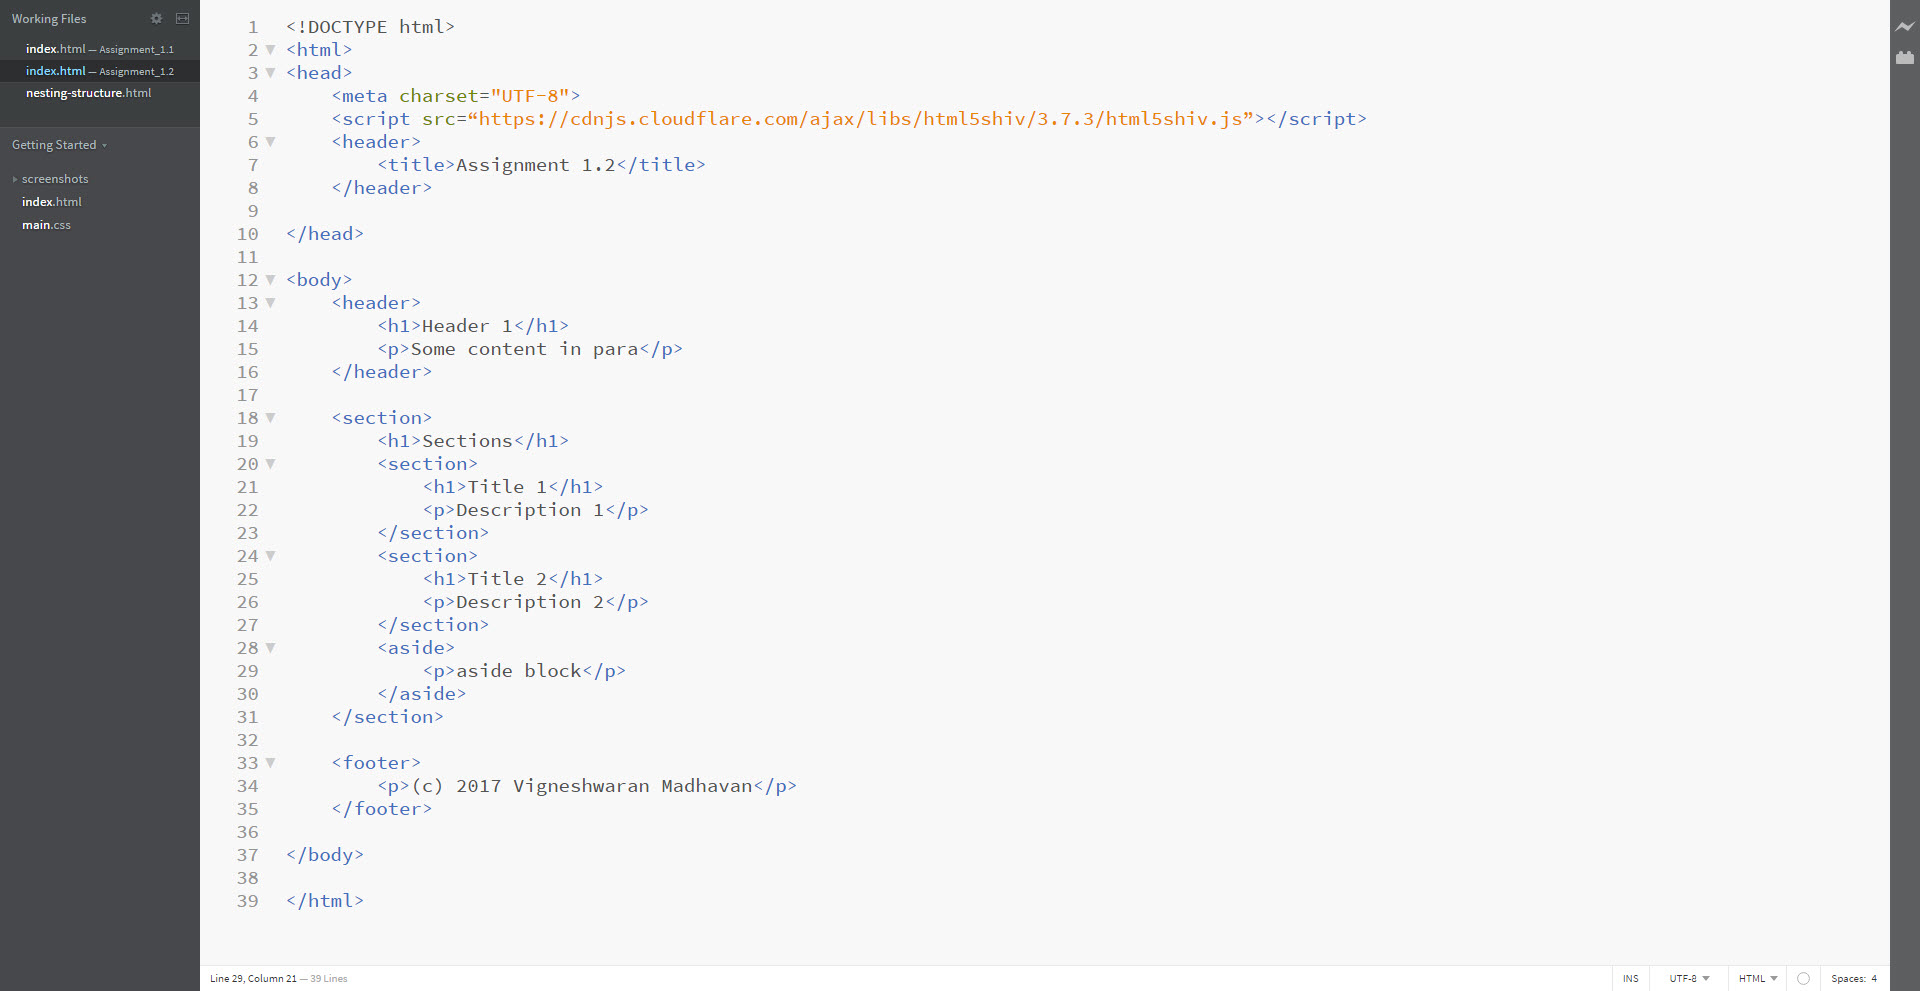 Working Files
index.html — Assignment_1.1
index.html — Assignment_1.2
nesting-structure.html
Getting Started
screenshots
index.html
main.css
1 <!DOCTYPE html>
2 <html>
3 <head>
4     <meta charset="UTF-8">
5     <script src=“https://cdnjs.cloudflare.com/ajax/libs/html5shiv/3.7.3/html5shiv.js”></script>
6     <header>
7         <title>Assignment 1.2</title>
8     </header>
9
10 </head>
11
12 <body>
13     <header>
14         <h1>Header 1</h1>
15         <p>Some content in para</p>
16     </header>
17
18     <section>
19         <h1>Sections</h1>
20         <section>
21             <h1>Title 1</h1>
22             <p>Description 1</p>
23         </section>
24         <section>
25             <h1>Title 2</h1>
26             <p>Description 2</p>
27         </section>
28         <aside>
29             <p>aside block</p>
30         </aside>
31     </section>
32
33     <footer>
34         <p>(c) 2017 Vigneshwaran Madhavan</p>
35     </footer>
36
37 </body>
38
39 </html>
Line 29, Column 21 — 39 Lines INS UTF-8 HTML Spaces: 4